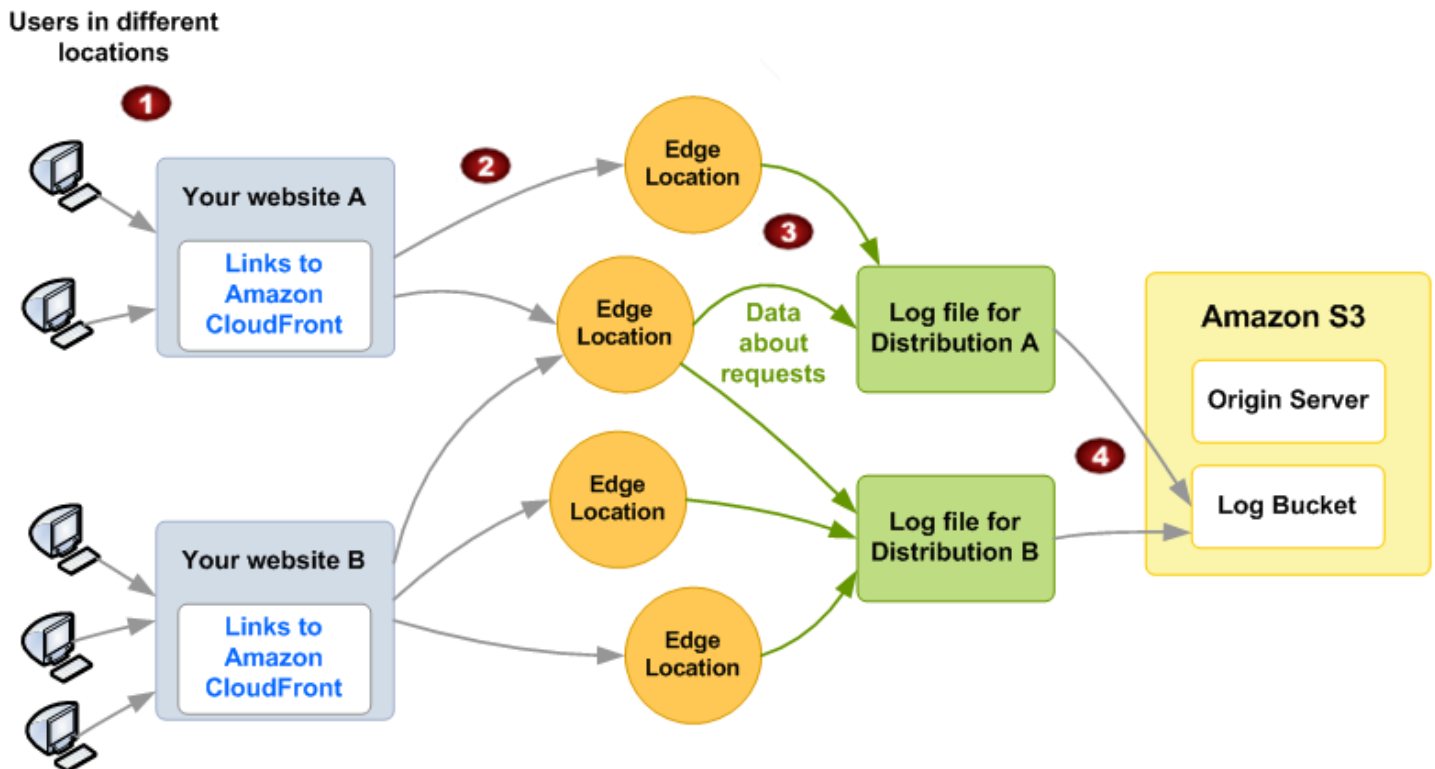 Users in different
locations
1
Your website A
Links to
Amazon
CloudFront
2
Edge
Location
3
Edge
Location
Data
about
requests
Log file for
Distribution A
Amazon S3
Origin Server
Log Bucket
4
Your website B
Links to
Amazon
CloudFront
Edge
Location
Edge
Location
Log file for
Distribution B